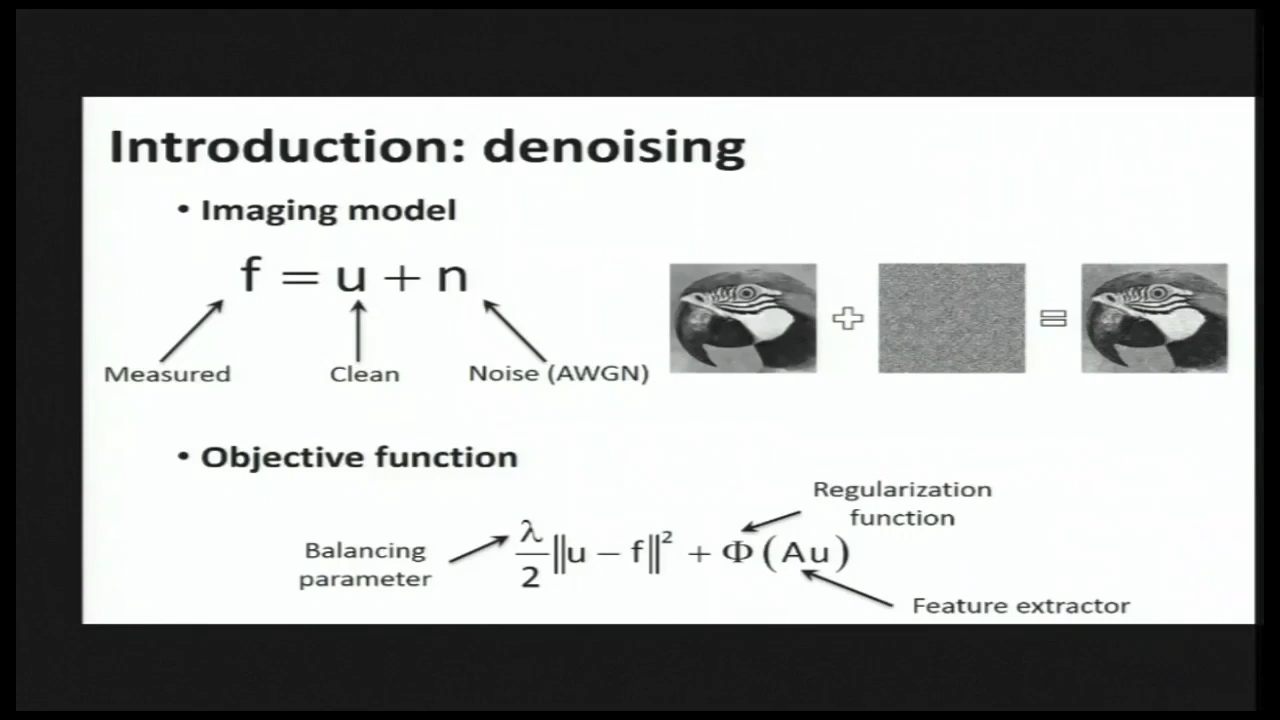 Introduction: denoising
• Imaging model
f = u + n
Measured
Clean
Noise (AWGN)
+
=
• Objective function
Regularization
function
Balancing
parameter
λ/2 ‖u − f‖² + Φ(Au)
Feature extractor